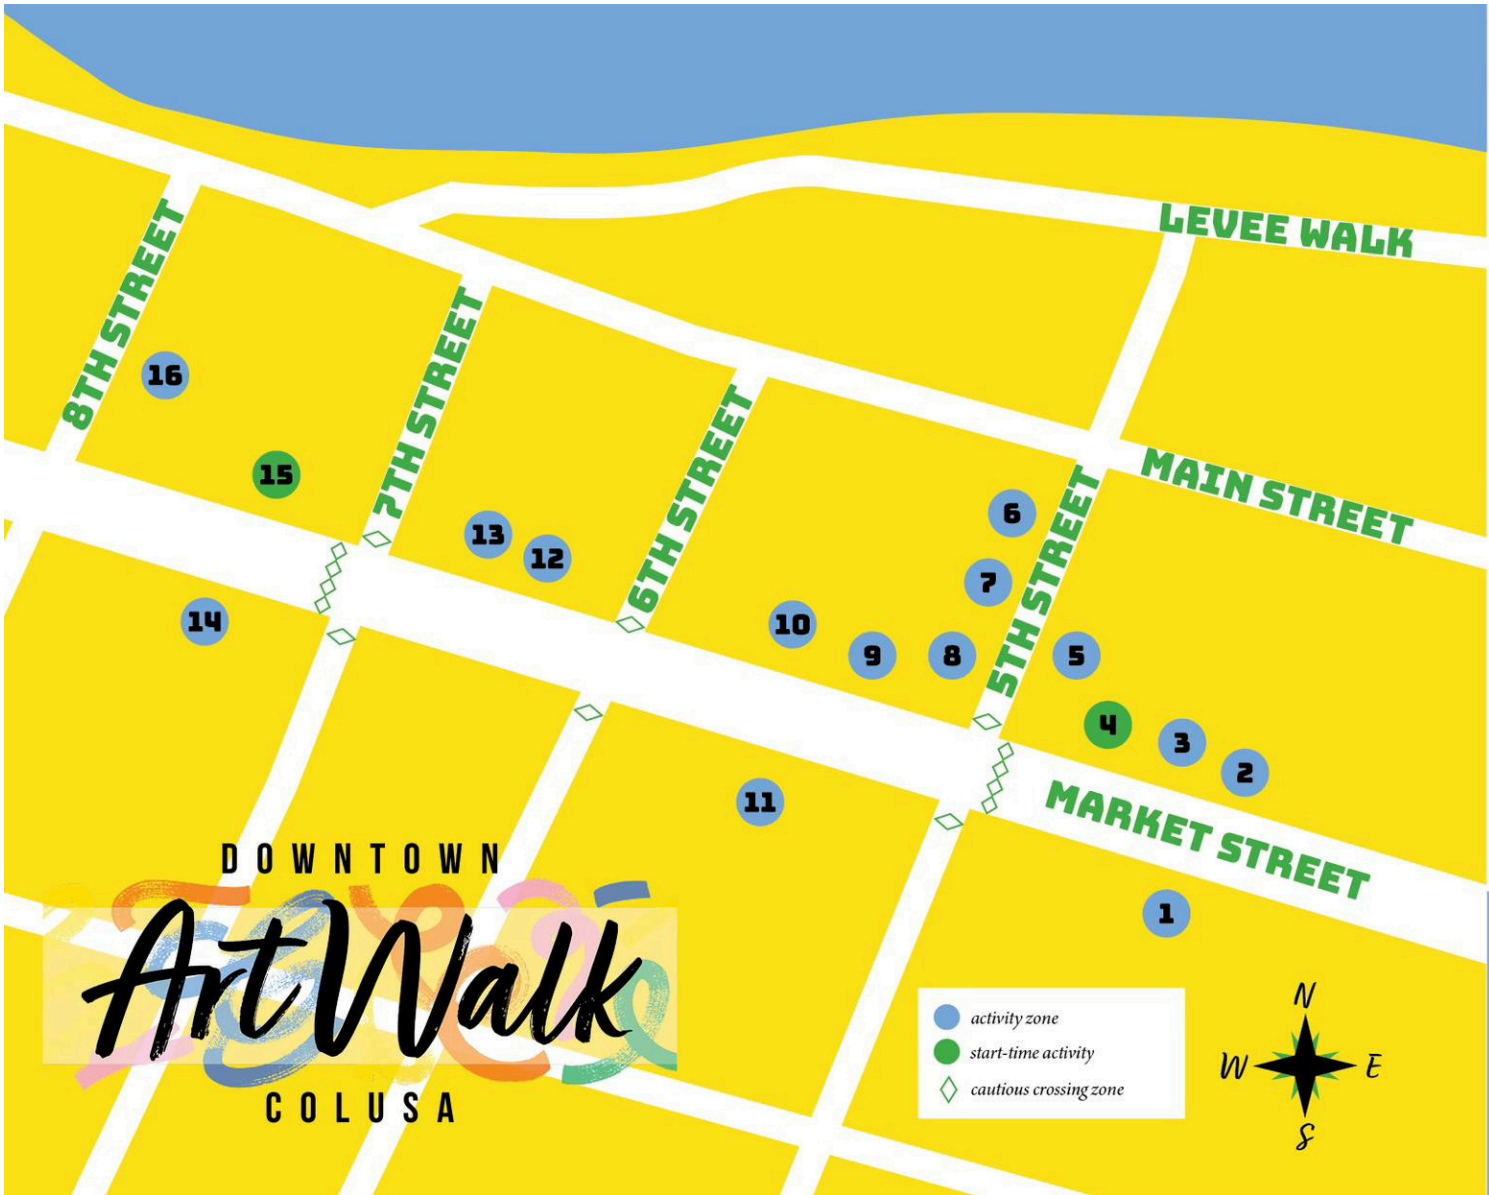 LEVEE WALK
8TH STREET
7TH STREET
6TH STREET
5TH STREET
MAIN STREET
MARKET STREET
16
15
14
13
12
11
10
9
8
7
6
5
4
3
2
1
DOWNTOWN
ArtWalk
COLUSA
activity zone
start-time activity
cautious crossing zone
N
W
E
S